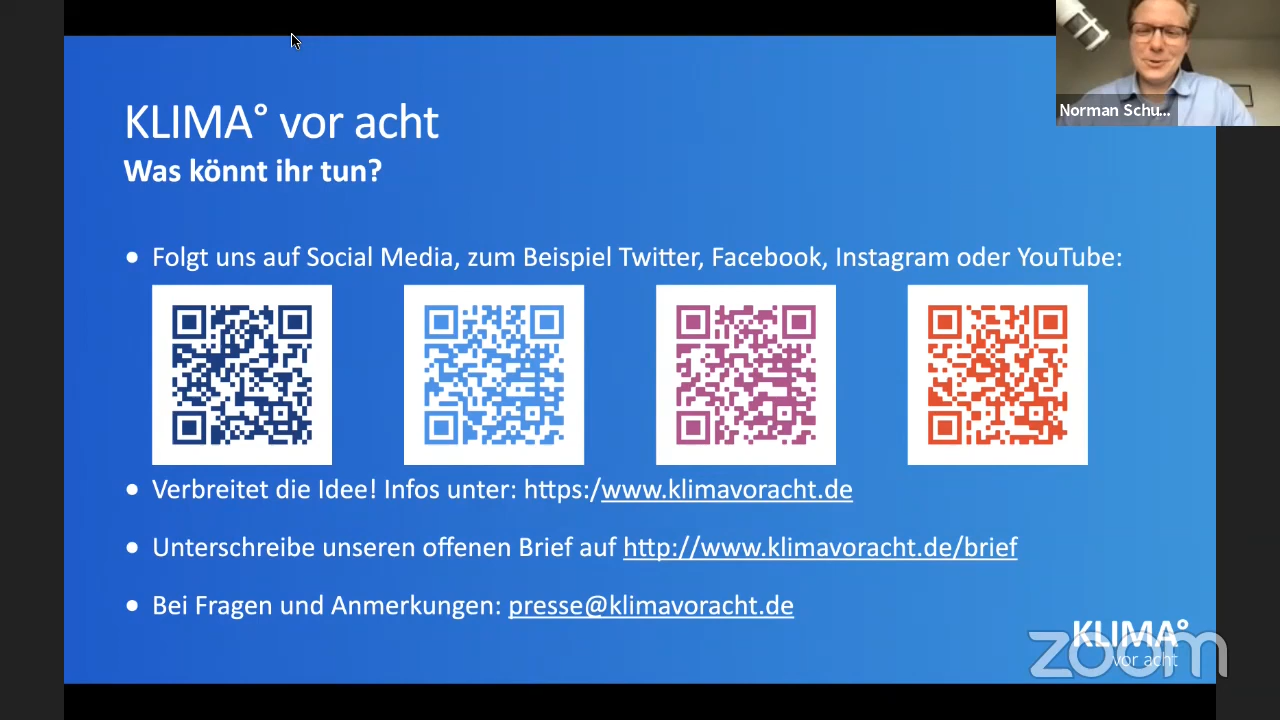 KLIMA° vor acht
Was könnt ihr tun?
Norman Schu...
• Folgt uns auf Social Media, zum Beispiel Twitter, Facebook, Instagram oder YouTube:
• Verbreitet die Idee! Infos unter: https:/www.klimavoracht.de
• Unterschreibe unseren offenen Brief auf http://www.klimavoracht.de/brief
• Bei Fragen und Anmerkungen: presse@klimavoracht.de
KLIMA°
vor acht
zoom